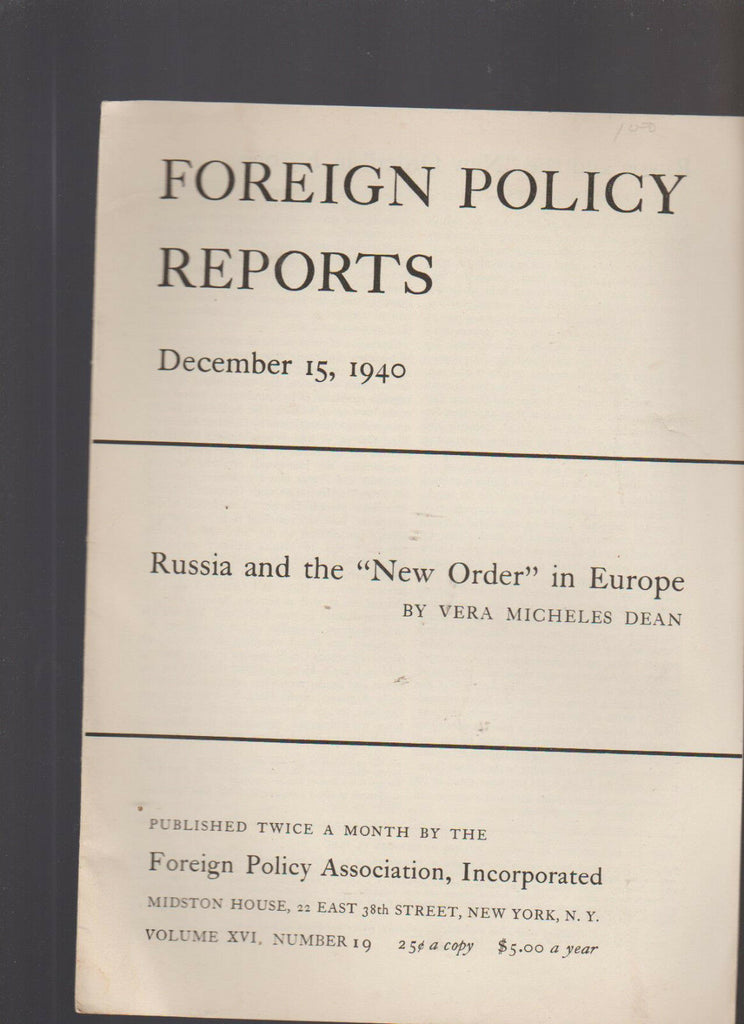 FOREIGN POLICY
REPORTS
December 15, 1940
Russia and the “New Order” in Europe
BY VERA MICHELES DEAN
PUBLISHED TWICE A MONTH BY THE
Foreign Policy Association, Incorporated
MIDSTON HOUSE, 22 EAST 38th STREET, NEW YORK, N. Y.
VOLUME XVI, NUMBER 19 25¢ a copy $5.00 a year